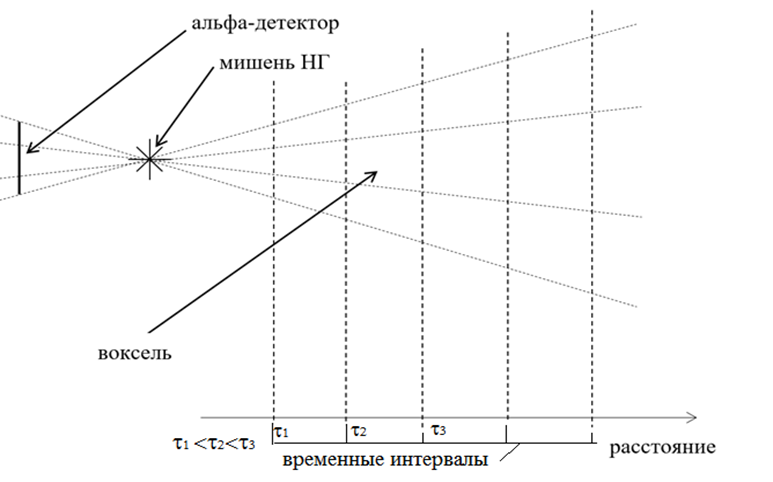 альфа-детектор
мишень НГ
воксель
τ1 τ2 τ3
τ1 <τ2<τ3
временные интервалы
расстояние